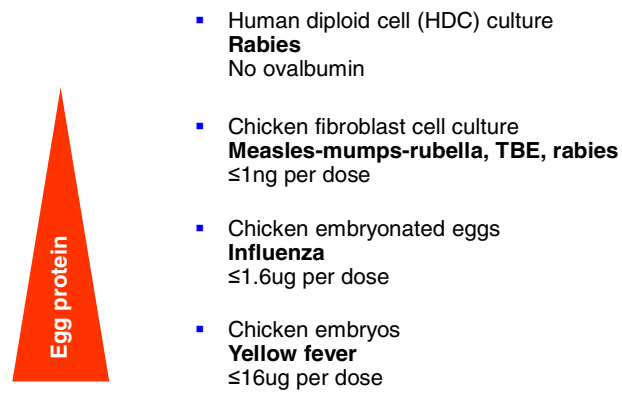 ▪ Human diploid cell (HDC) culture
Rabies
No ovalbumin
▪ Chicken fibroblast cell culture
Measles-mumps-rubella, TBE, rabies
≤1ng per dose
▪ Chicken embryonated eggs
Influenza
≤1.6ug per dose
▪ Chicken embryos
Yellow fever
≤16ug per dose
Egg protein